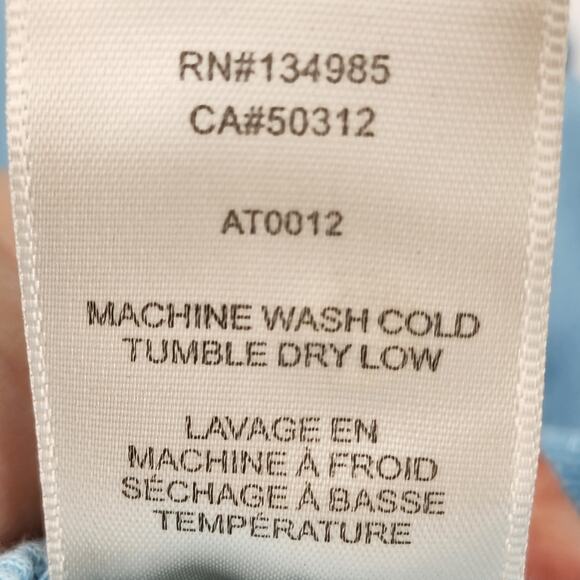 RN#134985
CA#50312
AT0012
MACHINE WASH COLD
TUMBLE DRY LOW
LAVAGE EN
MACHINE À FROID
SÉCHAGE À BASSE
TEMPÉRATURE